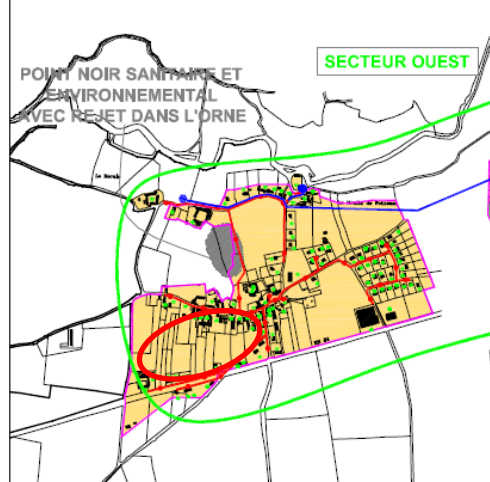 SECTEUR OUEST
POINT NOIR SANITAIRE ET
ENVIRONNEMENTAL
AVEC REJET DANS L'ORNE